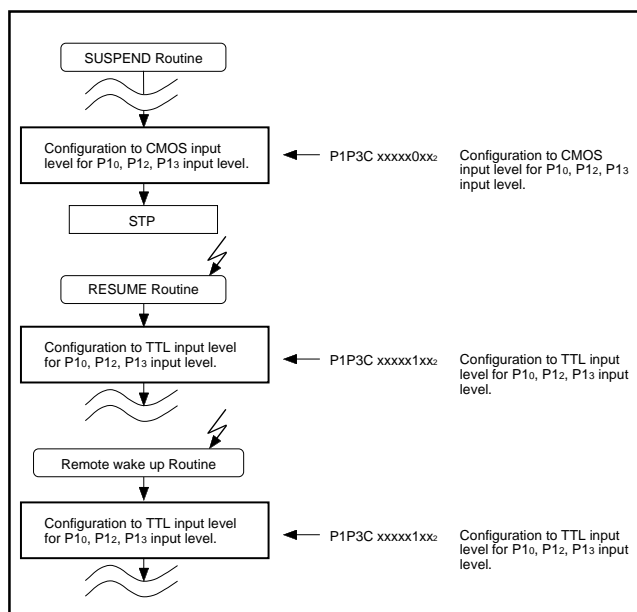 SUSPEND Routine
Configuration to CMOS input
level for P10, P12, P13 input level.
P1P3C xxxxx0xx2
Configuration to CMOS
input level for P10, P12, P13
input level.
STP
RESUME Routine
Configuration to TTL input level
for P10, P12, P13 input level.
P1P3C xxxxx1xx2
Configuration to TTL input
level for P10, P12, P13 input
level.
Remote wake up Routine
Configuration to TTL input level
for P10, P12, P13 input level.
P1P3C xxxxx1xx2
Configuration to TTL input
level for P10, P12, P13 input
level.